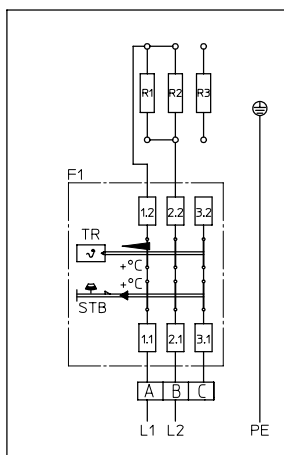 R1 R2 R3
F1
1.2 2.2 3.2
TR
ϑ
+°C
+°C
STB
1.1 2.1 3.1
A B C
L1 L2 PE